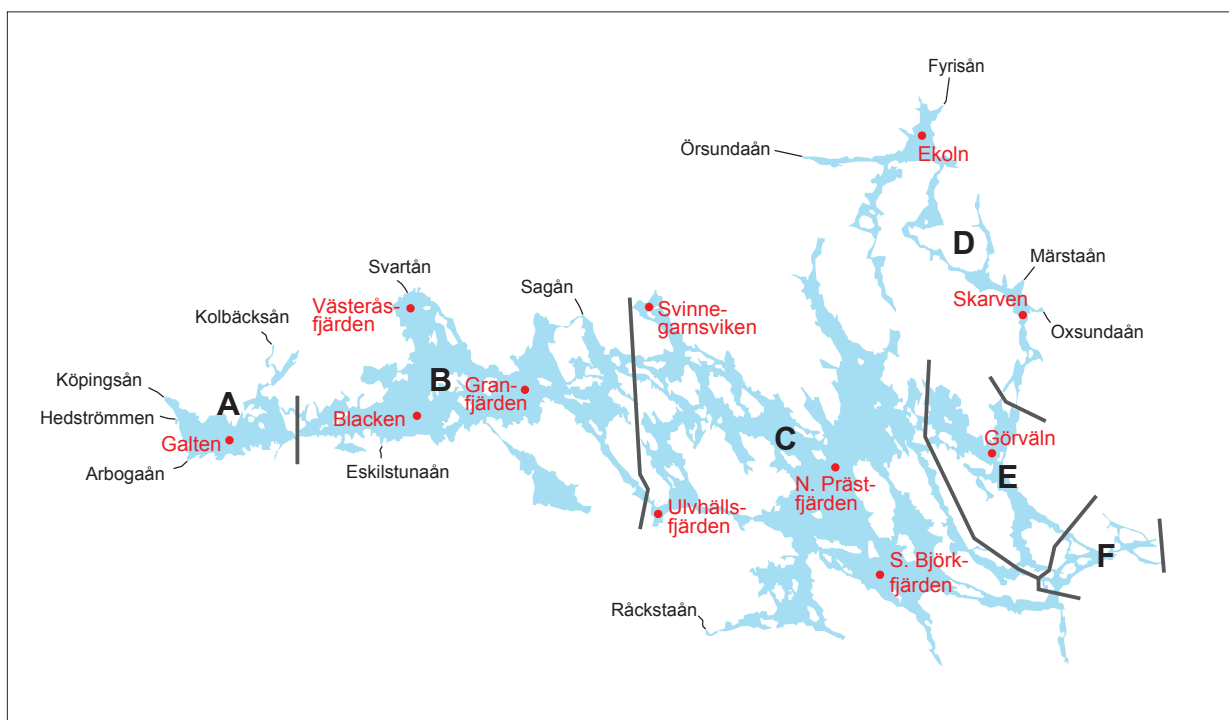 Fyrisån
Örsundaån
Ekoln
D
Märstaån
Skarven
Oxsundaån
Svartån
Västerås-
fjärden
Sagån
Svinne-
garnsviken
Kolbäcksån
Köpingsån
A
Hedströmmen
Galten
Arbogaån
B
Gran-
fjärden
Blacken
Eskilstunaån
C
N. Präst-
fjärden
Görväln
E
Ulvhälls-
fjärden
F
S. Björk-
fjärden
Råckstaån